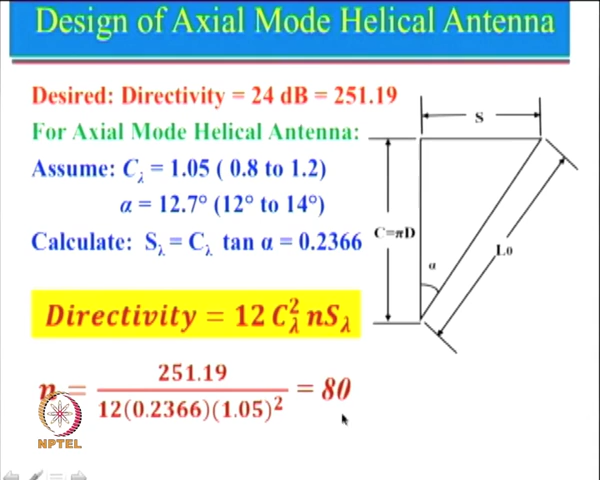 Design of Axial Mode Helical Antenna
Desired: Directivity = 24 dB = 251.19
For Axial Mode Helical Antenna:
Assume: Cλ = 1.05 ( 0.8 to 1.2)
α = 12.7° (12° to 14°)
Calculate: Sλ = Cλ tan α = 0.2366
Directivity = 12 C²λ nSλ
n = 251.19 / 12(0.2366)(1.05)² = 80
S
C=πD
α
L₀
NPTEL